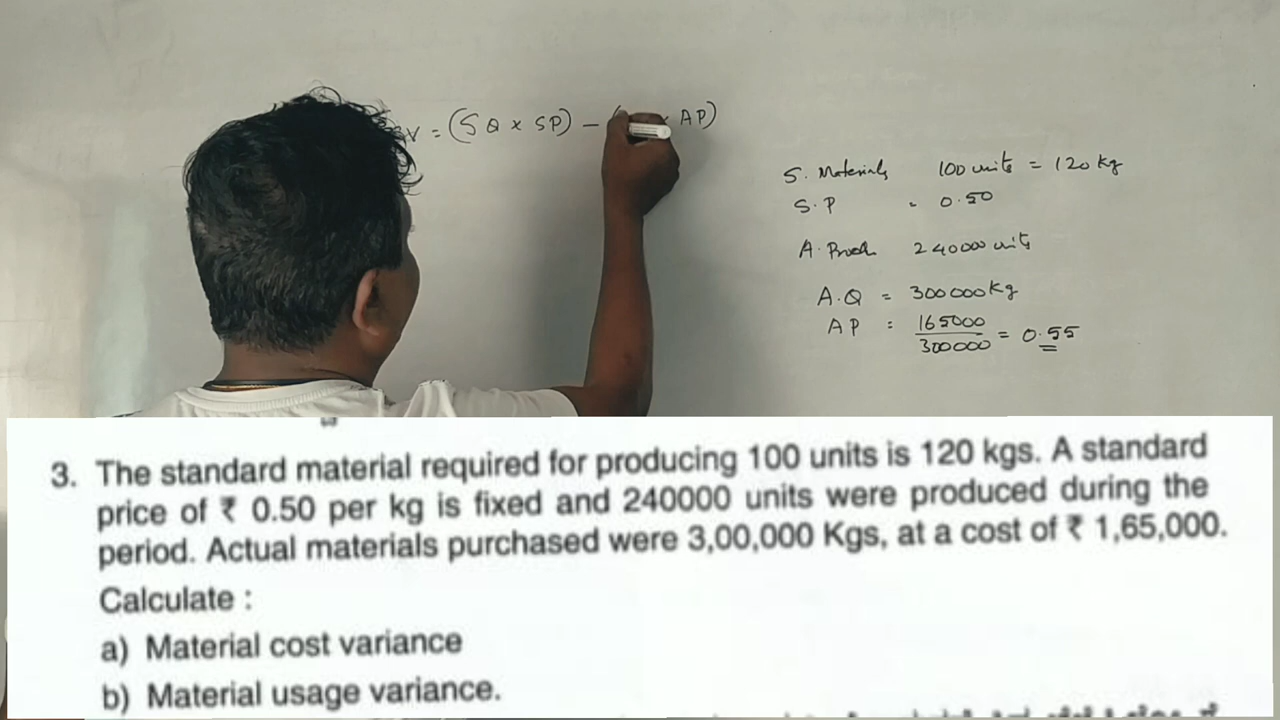 V = (SQ × SP) – ( × AP)
S. Materials 100 units = 120 kg
S.P = 0.50
A. Prodn 240000 units
A.Q = 300000 kg
AP = 165000/300000 = 0.55
3. The standard material required for producing 100 units is 120 kgs. A standard
price of ₹ 0.50 per kg is fixed and 240000 units were produced during the
period. Actual materials purchased were 3,00,000 Kgs, at a cost of ₹ 1,65,000.
Calculate :
a) Material cost variance
b) Material usage variance.